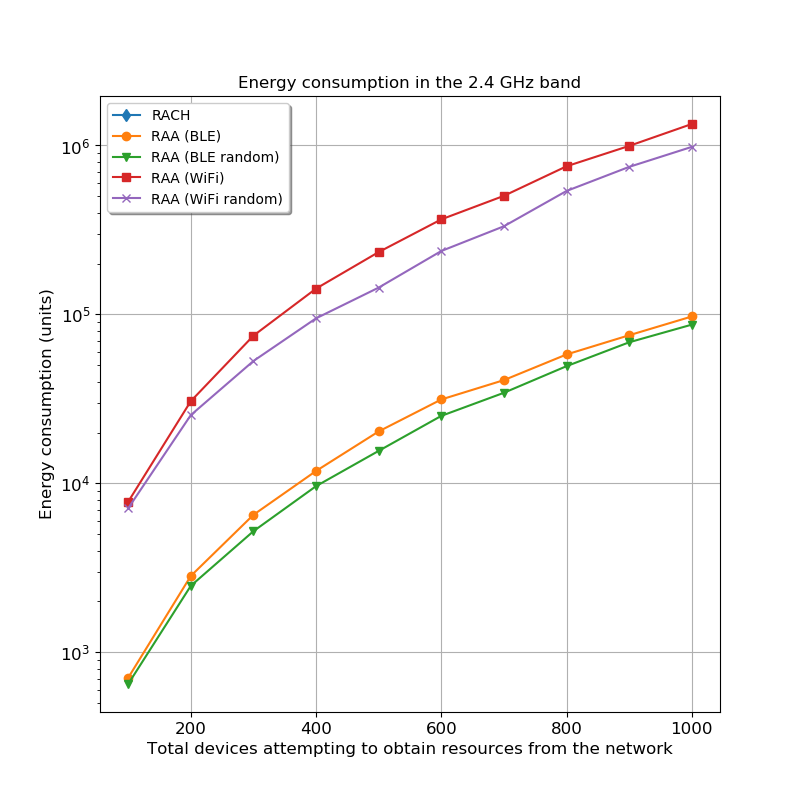 Energy consumption in the 2.4 GHz band
RACH
RAA (BLE)
RAA (BLE random)
RAA (WiFi)
RAA (WiFi random)
10^6
10^5
10^4
10^3
Energy consumption (units)
200 400 600 800 1000
Total devices attempting to obtain resources from the network